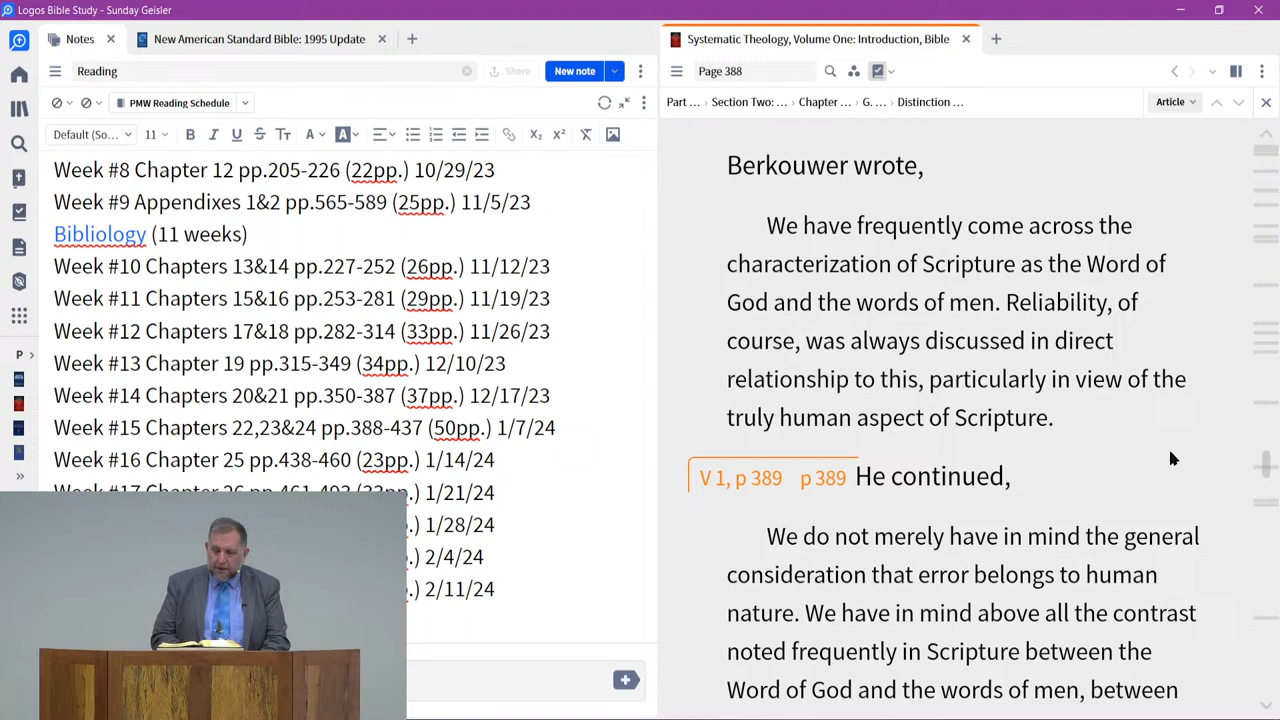 Logos Bible Study - Sunday Geisler
Notes
New American Standard Bible: 1995 Update
Reading
Share
New note
PMW Reading Schedule
Default (So...
11
B I U S Tт A A
X₂ X²
Week #8 Chapter 12 pp.205-226 (22pp.) 10/29/23
Week #9 Appendixes 1&2 pp.565-589 (25pp.) 11/5/23
Bibliology (11 weeks)
Week #10 Chapters 13&14 pp.227-252 (26pp.) 11/12/23
Week #11 Chapters 15&16 pp.253-281 (29pp.) 11/19/23
Week #12 Chapters 17&18 pp.282-314 (33pp.) 11/26/23
Week #13 Chapter 19 pp.315-349 (34pp.) 12/10/23
Week #14 Chapters 20&21 pp.350-387 (37pp.) 12/17/23
Week #15 Chapters 22,23&24 pp.388-437 (50pp.) 1/7/24
Week #16 Chapter 25 pp.438-460 (23pp.) 1/14/24
1/21/24
.) 1/28/24
.) 2/4/24
.) 2/11/24
P
Systematic Theology, Volume One: Introduction, Bible
Page 388
Part ... › Section Two: ... › Chapter ... › G. ... › Distinction ...
Article
Berkouwer wrote,
We have frequently come across the
characterization of Scripture as the Word of
God and the words of men. Reliability, of
course, was always discussed in direct
relationship to this, particularly in view of the
truly human aspect of Scripture.
V 1, p 389 p 389 He continued,
We do not merely have in mind the general
consideration that error belongs to human
nature. We have in mind above all the contrast
noted frequently in Scripture between the
Word of God and the words of men, between